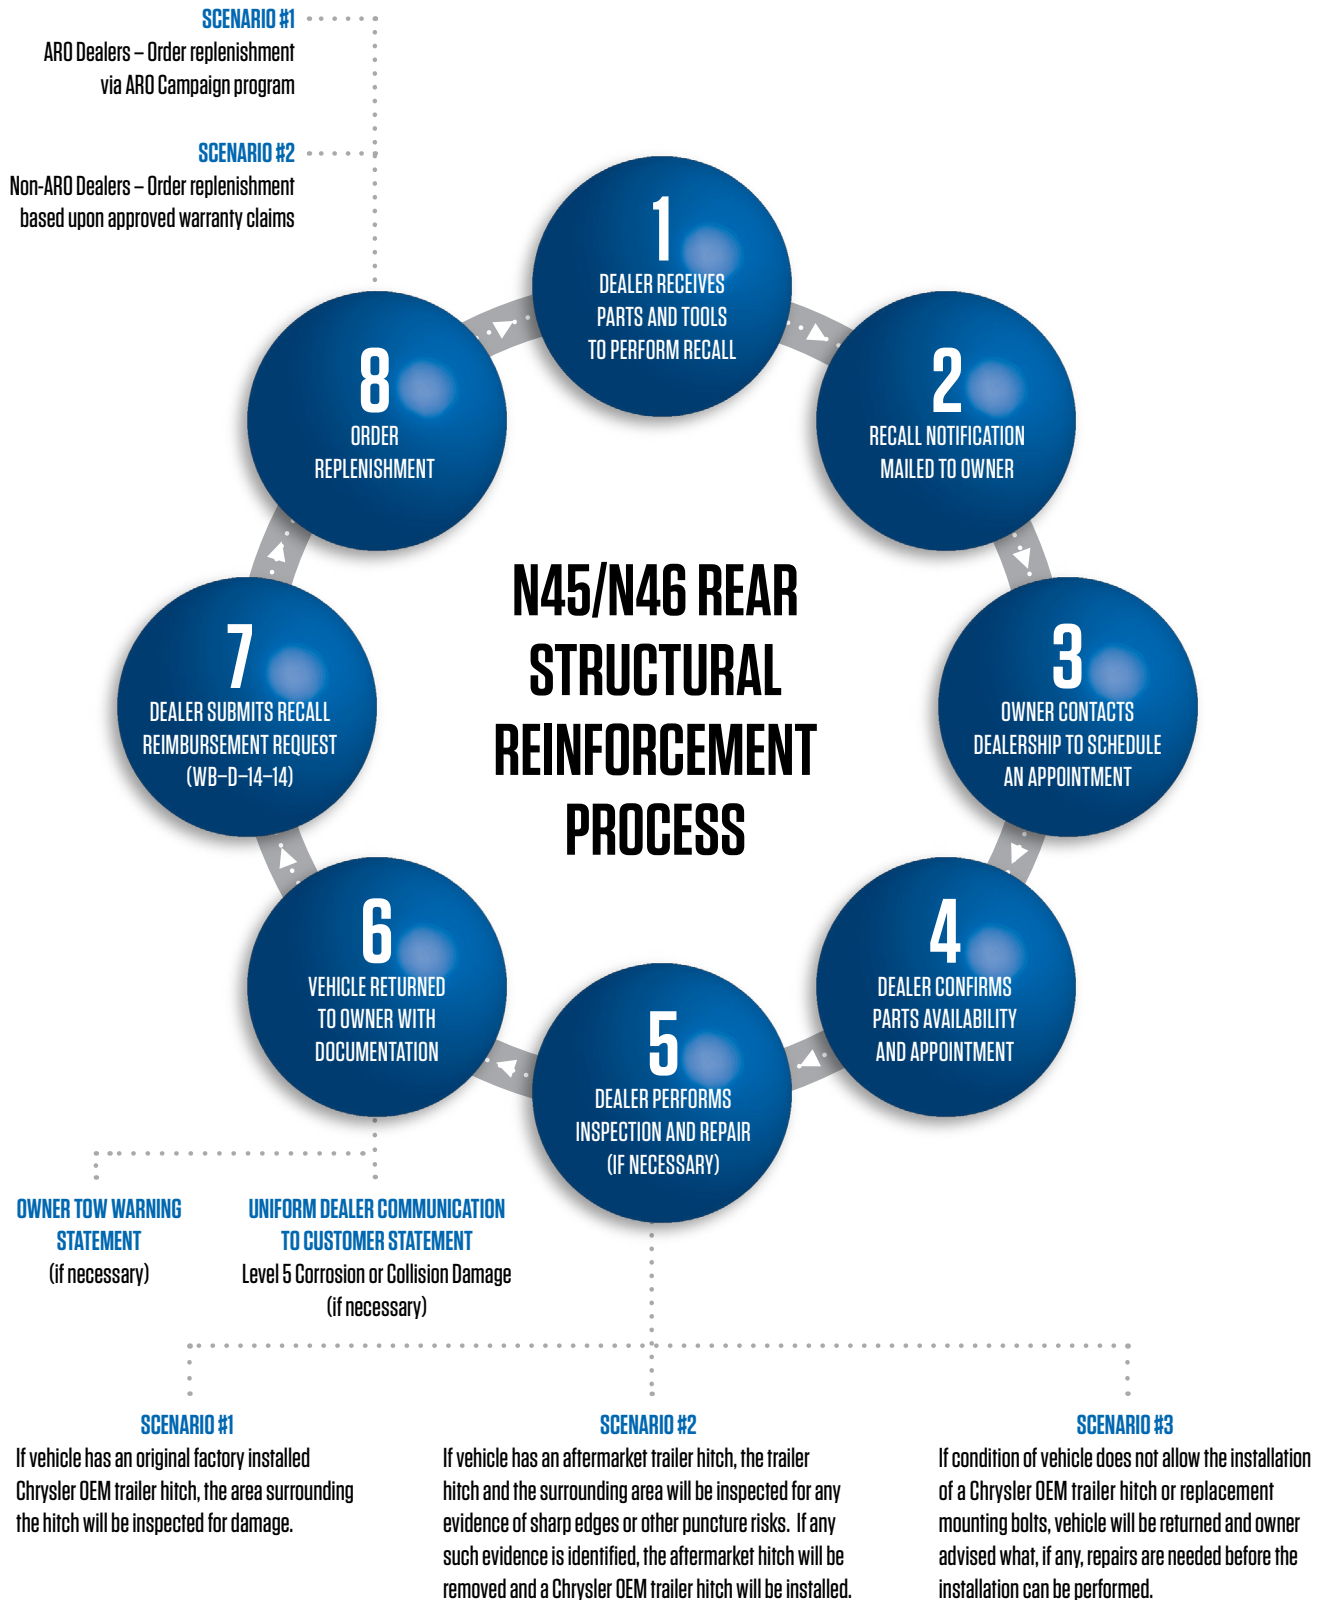 SCENARIO #1
ARO Dealers – Order replenishment
via ARO Campaign program
SCENARIO #2
Non-ARO Dealers – Order replenishment
based upon approved warranty claims
1
DEALER RECEIVES
PARTS AND TOOLS
TO PERFORM RECALL
2
RECALL NOTIFICATION
MAILED TO OWNER
3
OWNER CONTACTS
DEALERSHIP TO SCHEDULE
AN APPOINTMENT
4
DEALER CONFIRMS
PARTS AVAILABILITY
AND APPOINTMENT
5
DEALER PERFORMS
INSPECTION AND REPAIR
(IF NECESSARY)
6
VEHICLE RETURNED
TO OWNER WITH
DOCUMENTATION
7
DEALER SUBMITS RECALL
REIMBURSEMENT REQUEST
(WB–D–14–14)
8
ORDER
REPLENISHMENT
N45/N46 REAR
STRUCTURAL
REINFORCEMENT
PROCESS
OWNER TOW WARNING
STATEMENT
(if necessary)
UNIFORM DEALER COMMUNICATION
TO CUSTOMER STATEMENT
Level 5 Corrosion or Collision Damage
(if necessary)
SCENARIO #1
If vehicle has an original factory installed
Chrysler OEM trailer hitch, the area surrounding
the hitch will be inspected for damage.
SCENARIO #2
If vehicle has an aftermarket trailer hitch, the trailer
hitch and the surrounding area will be inspected for any
evidence of sharp edges or other puncture risks. If any
such evidence is identified, the aftermarket hitch will be
removed and a Chrysler OEM trailer hitch will be installed.
SCENARIO #3
If condition of vehicle does not allow the installation
of a Chrysler OEM trailer hitch or replacement
mounting bolts, vehicle will be returned and owner
advised what, if any, repairs are needed before the
installation can be performed.